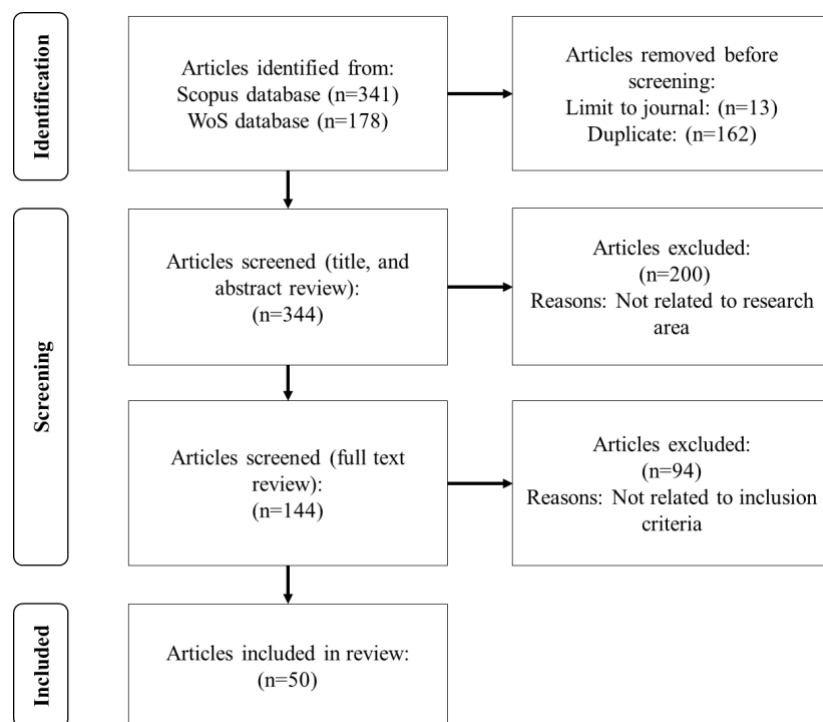 Identification
Articles identified from:
Scopus database (n=341)
WoS database (n=178)
Articles removed before
screening:
Limit to journal: (n=13)
Duplicate: (n=162)
Screening
Articles screened (title, and
abstract review):
(n=344)
Articles excluded:
(n=200)
Reasons: Not related to research
area
Articles screened (full text
review):
(n=144)
Articles excluded:
(n=94)
Reasons: Not related to inclusion
criteria
Included
Articles included in review:
(n=50)